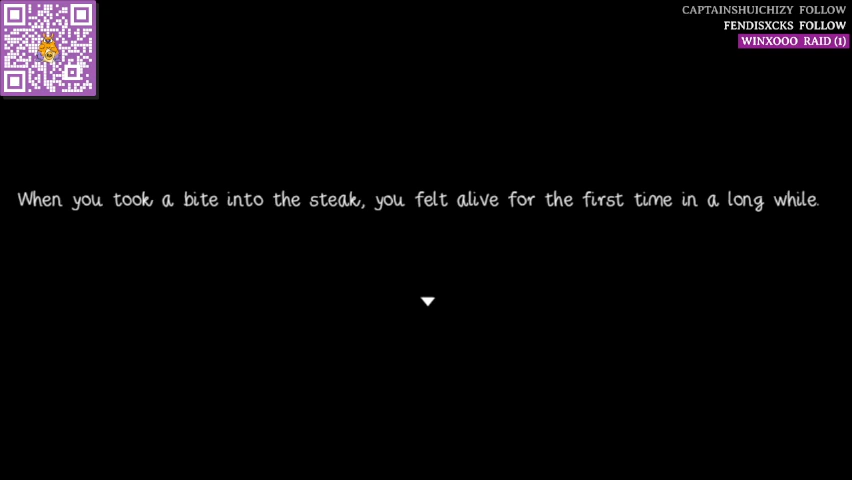 CAPTAINSHUICHIZY FOLLOW
FENDISXCKS FOLLOW
WINXOOO RAID (1)
When you took a bite into the steak, you felt alive for the first time in a long while.